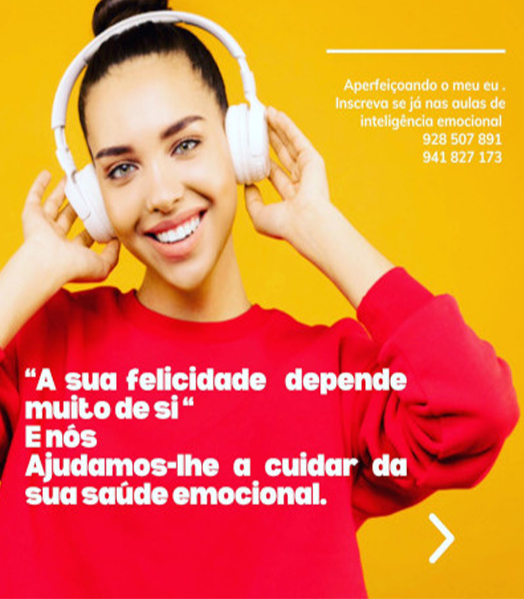 Aperfeiçoando o meu eu .
Inscreva se já nas aulas de
inteligência emocional
928 507 891
941 827 173
“A sua felicidade depende
muito de si “
E nós
Ajudamos-lhe a cuidar da
sua saúde emocional.